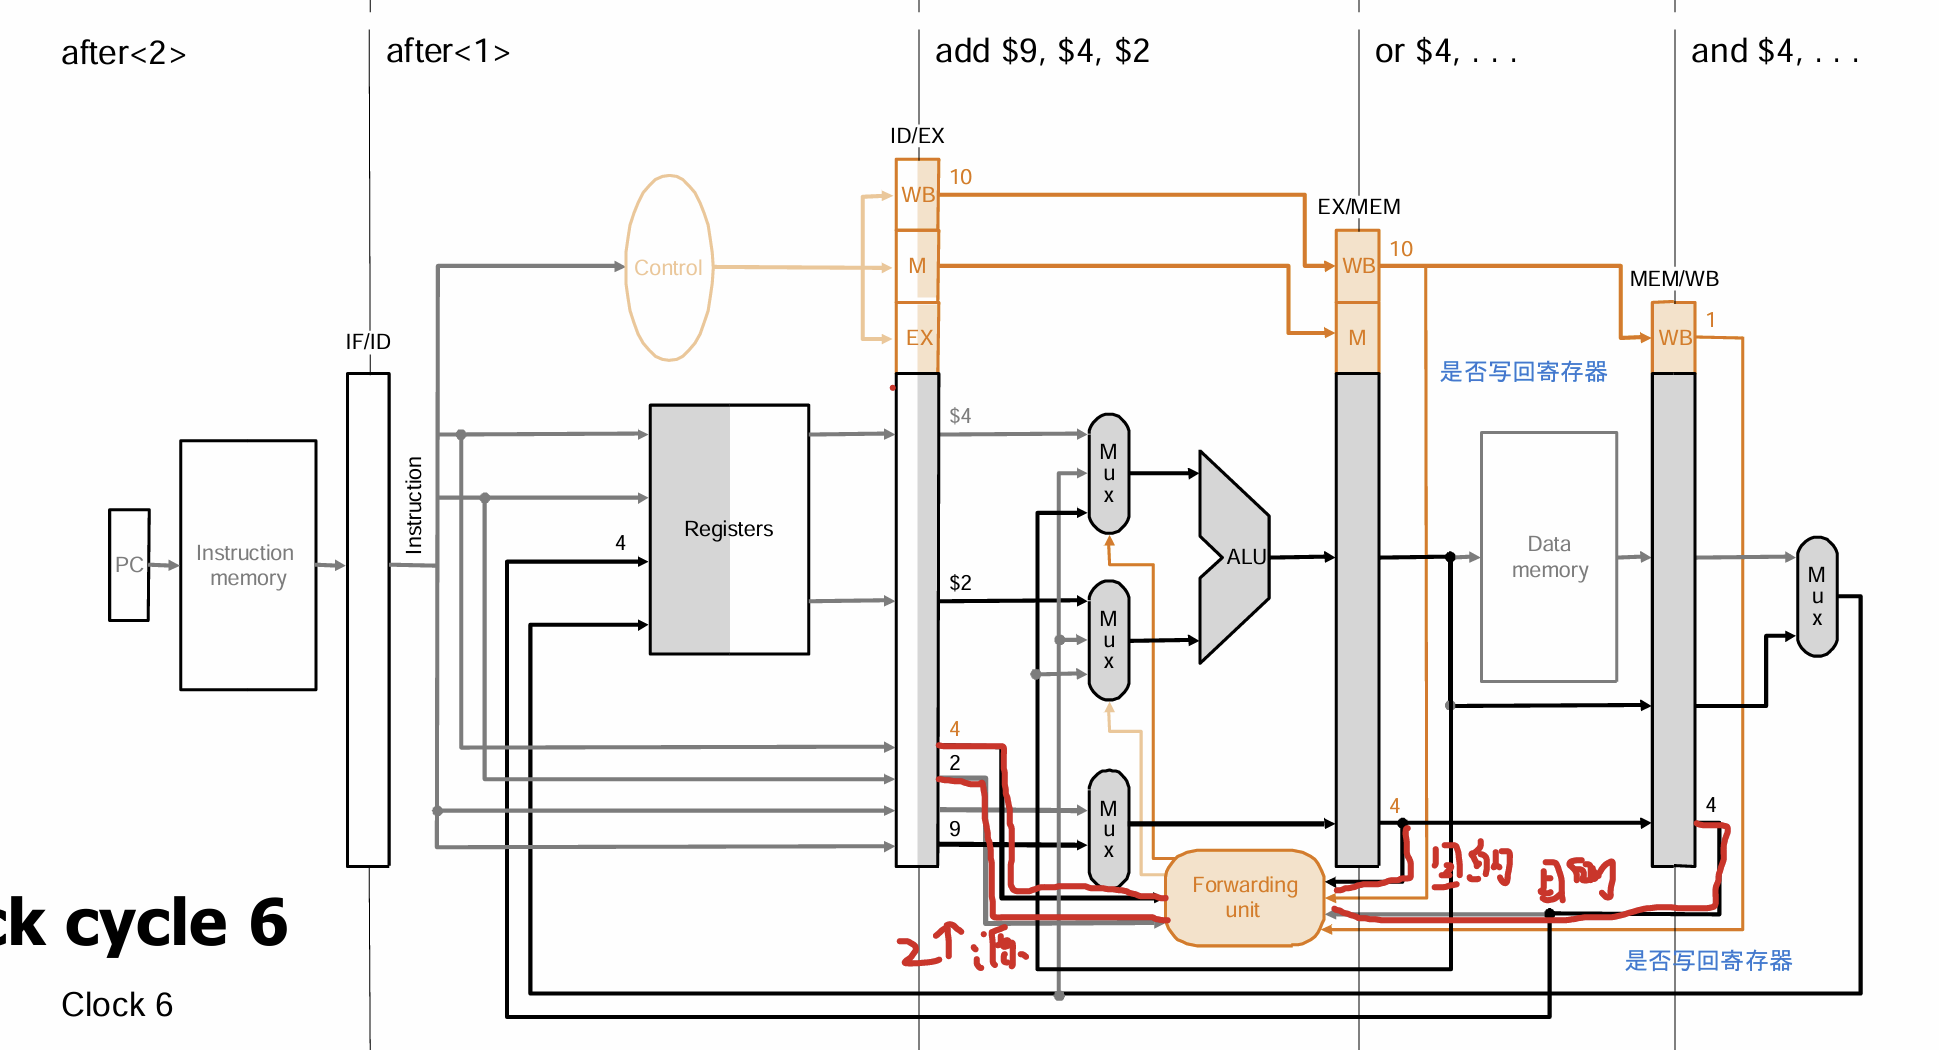 after<2>
after<1>
add $9, $4, $2
or $4, . . .
and $4, . . .
ID/EX
WB
10
EX/MEM
M
WB
10
Control
MEM/WB
EX
M
WB
1
IF/ID
是否写回寄存器
$4
M
u
x
Instruction
Registers
4
PC
Instruction
memory
ALU
Data
memory
$2
M
u
x
M
u
x
4
2
9
M
u
x
4
4
Forwarding
unit
目的
目的
2个源
ck cycle 6
是否写回寄存器
Clock 6